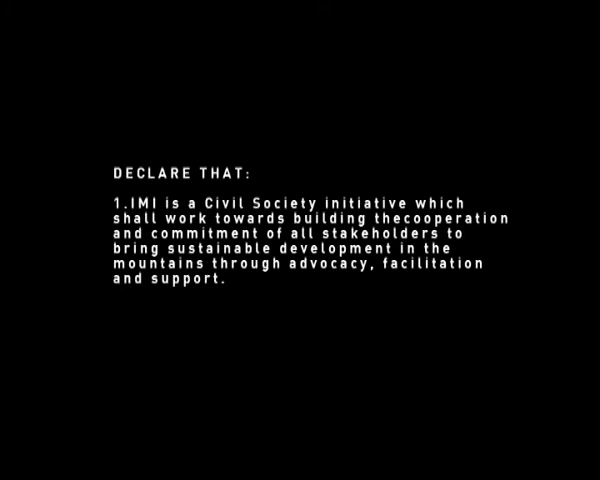 DECLARE THAT:
1.IMI is a Civil Society initiative which
shall work towards building thecooperation
and commitment of all stakeholders to
bring sustainable development in the
mountains through advocacy, facilitation
and support.